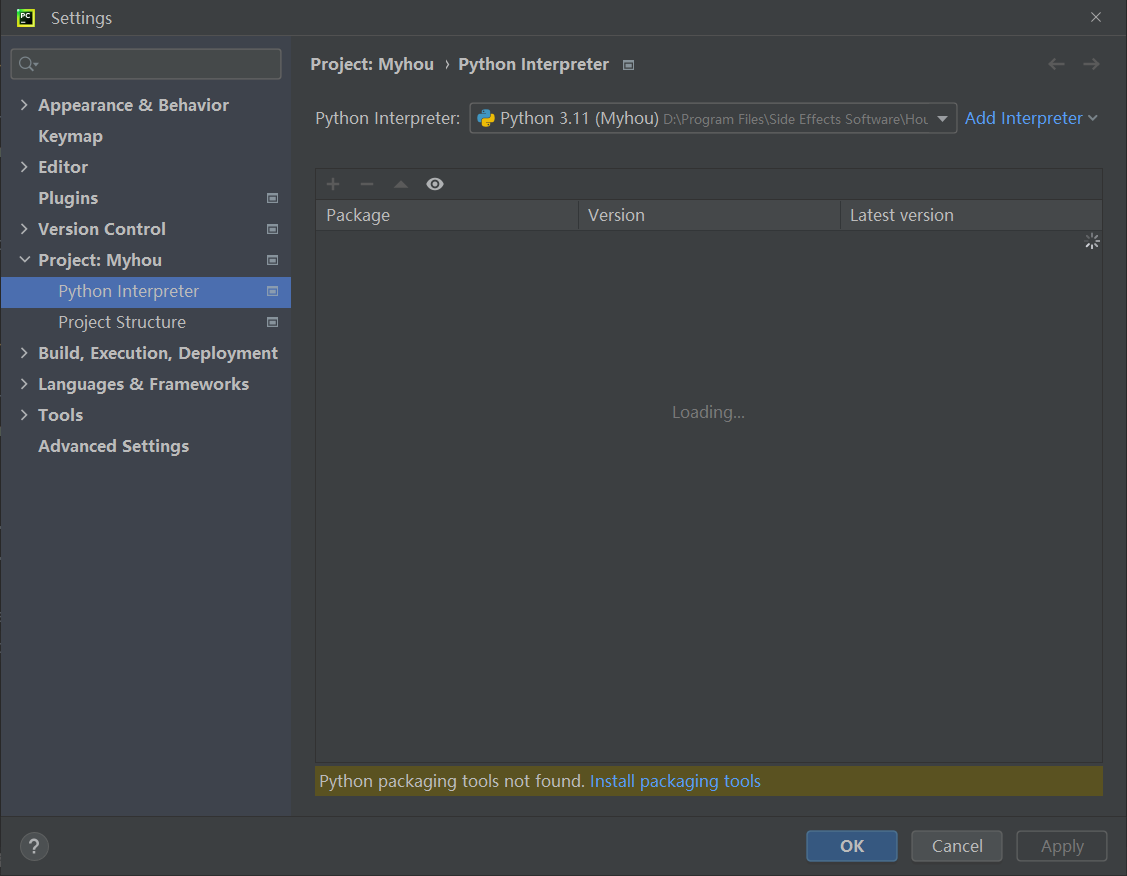 PC
Settings
Project: Myhou › Python Interpreter
Python Interpreter: Python 3.11 (Myhou) D:\Program Files\Side Effects Software\Hou Add Interpreter
Appearance & Behavior
Keymap
Editor
Plugins
Version Control
Project: Myhou
Python Interpreter
Project Structure
Build, Execution, Deployment
Languages & Frameworks
Tools
Advanced Settings
Package Version Latest version
Loading...
Python packaging tools not found. Install packaging tools
? OK Cancel Apply